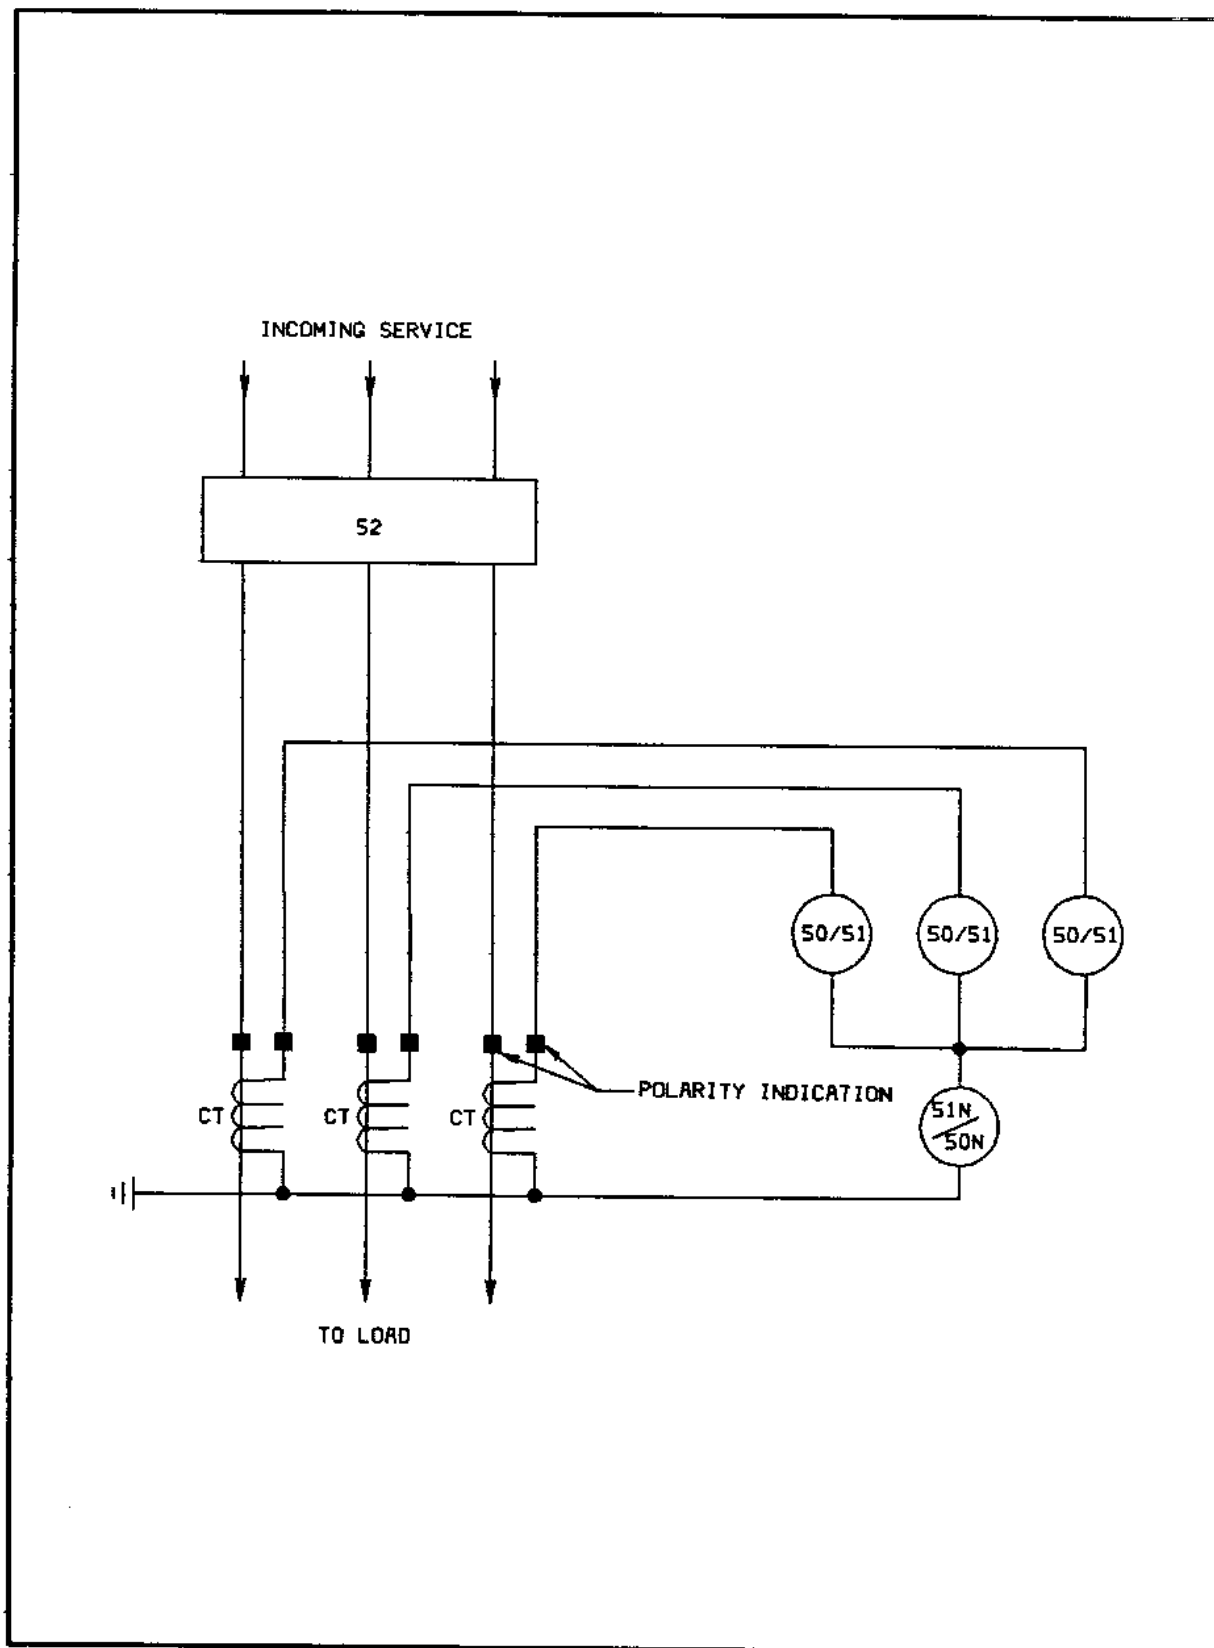 INCOMING SERVICE
52
50/51 50/51 50/51
POLARITY INDICATION
CT CT CT
51N
50N
TO LOAD